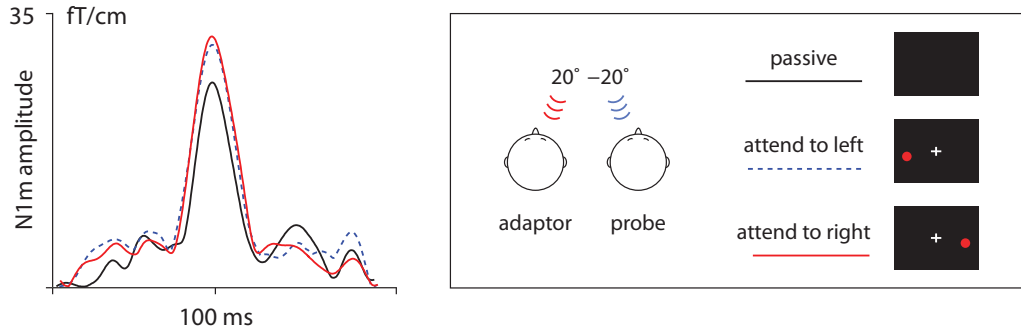 35
fT/cm
N1m amplitude
100 ms
20˚ –20˚
adaptor
probe
passive
attend to left
attend to right